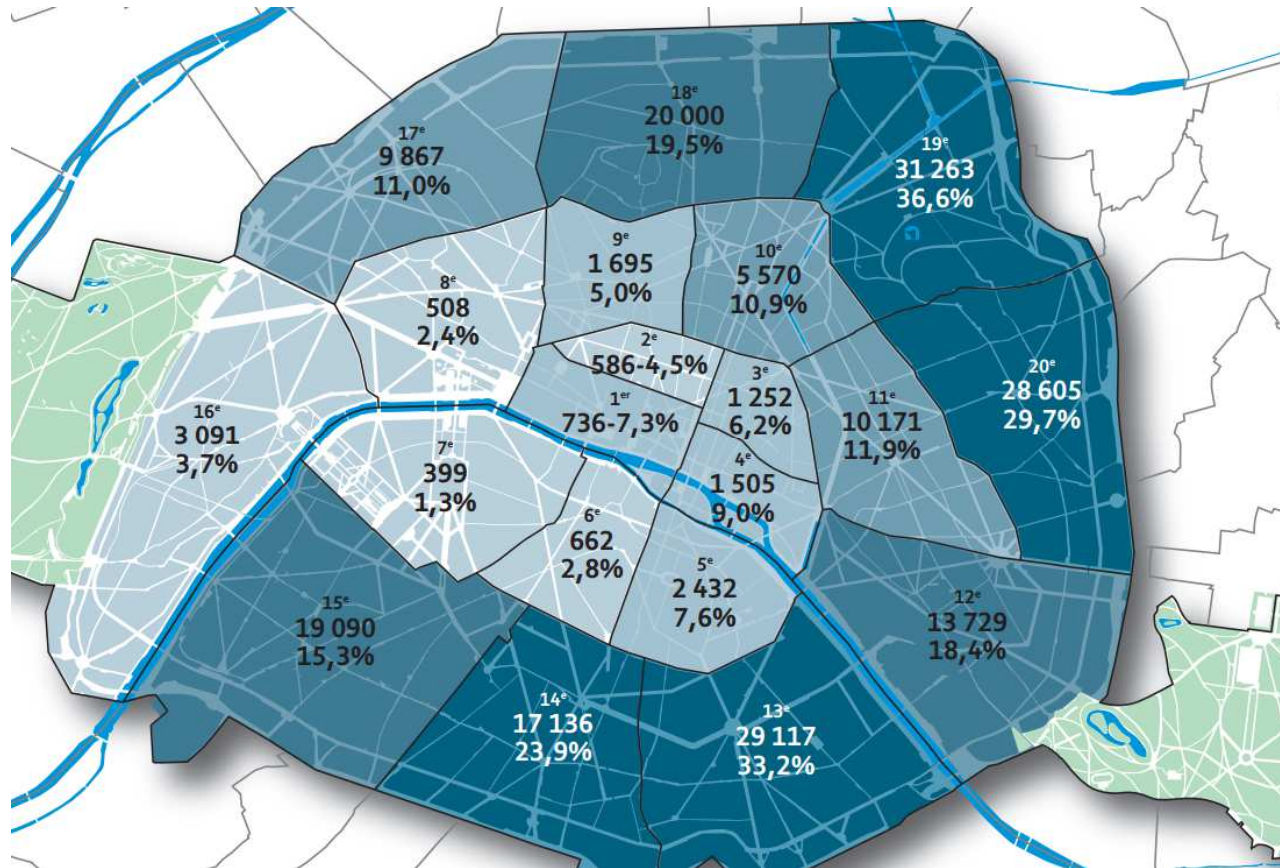 18ᵉ
20 000
19,5%
17ᵉ
9 867
11,0%
19ᵉ
31 263
36,6%
9ᵉ
1 695
5,0%
10ᵉ
5 570
10,9%
8ᵉ
508
2,4%
2ᵉ
586-4,5%
3ᵉ
1 252
6,2%
20ᵉ
28 605
29,7%
1ᵉʳ
736-7,3%
11ᵉ
10 171
11,9%
16ᵉ
3 091
3,7%
7ᵉ
399
1,3%
4ᵉ
1 505
9,0%
6ᵉ
662
2,8%
5ᵉ
2 432
7,6%
15ᵉ
19 090
15,3%
12ᵉ
13 729
18,4%
14ᵉ
17 136
23,9%
13ᵉ
29 117
33,2%